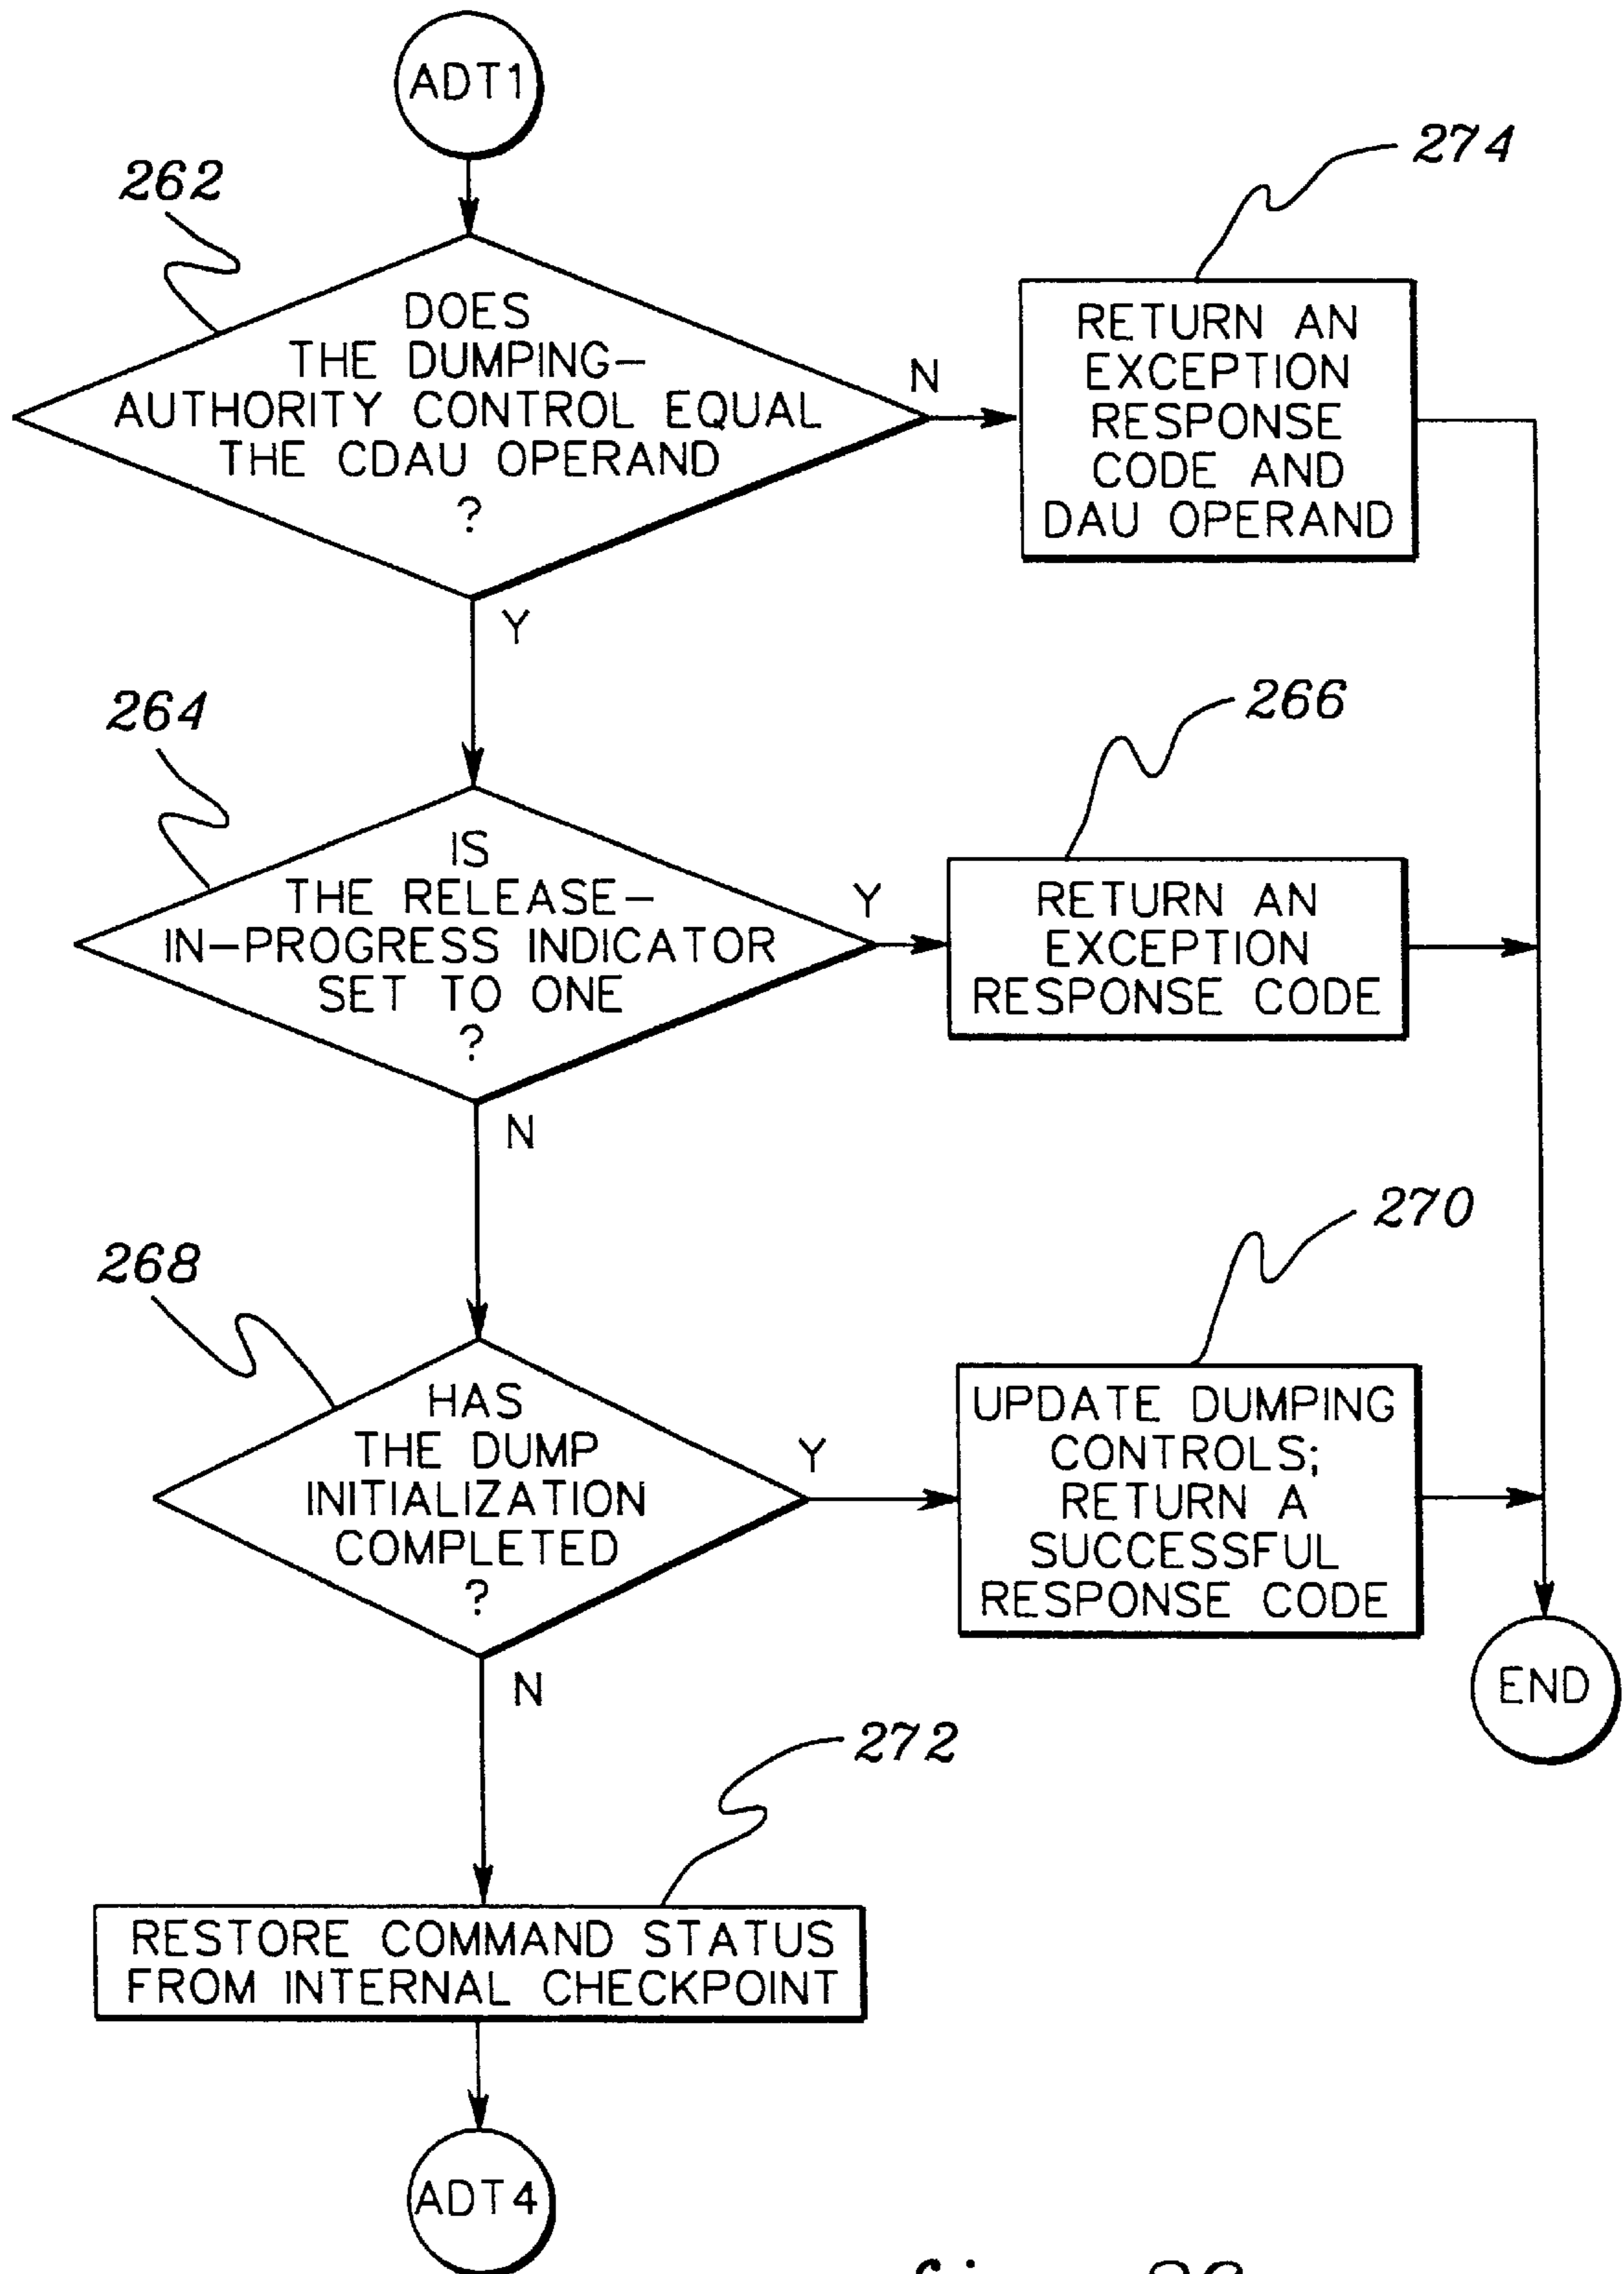 ADT1
262
DOES
THE DUMPING-
AUTHORITY CONTROL EQUAL
THE CDAU OPERAND
?
N
Y
274
RETURN AN
EXCEPTION
RESPONSE
CODE AND
DAU OPERAND
264
IS
THE RELEASE-
IN-PROGRESS INDICATOR
SET TO ONE
?
Y
N
266
RETURN AN
EXCEPTION
RESPONSE CODE
268
HAS
THE DUMP
INITIALIZATION
COMPLETED
?
Y
N
270
UPDATE DUMPING
CONTROLS;
RETURN A
SUCCESSFUL
RESPONSE CODE
END
272
RESTORE COMMAND STATUS
FROM INTERNAL CHECKPOINT
ADT4